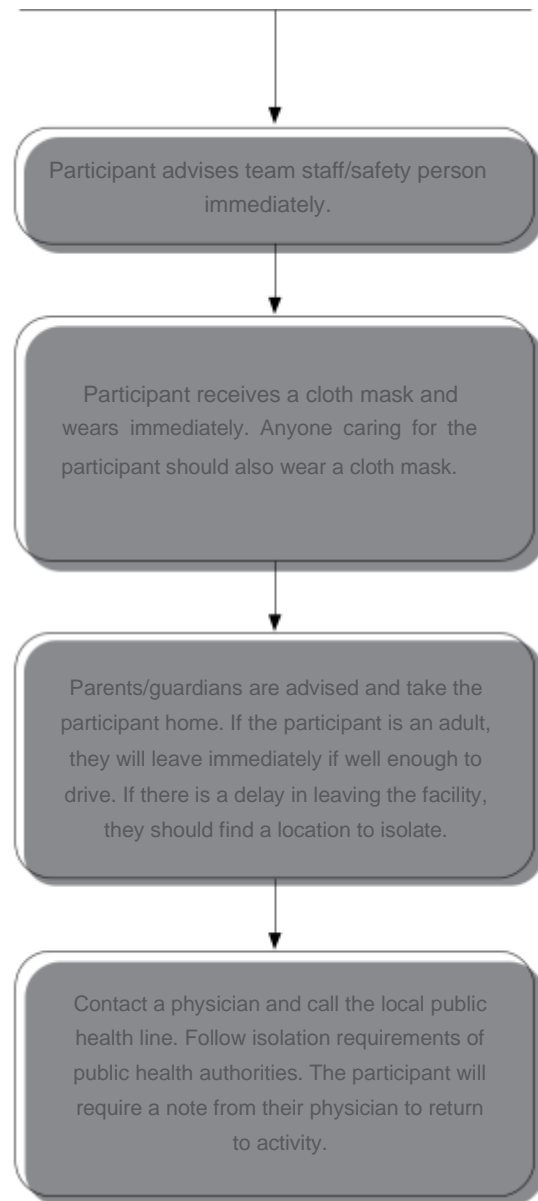 Participant advises team staff/safety person
immediately.
Participant receives a cloth mask and
wears immediately. Anyone caring for the
participant should also wear a cloth mask.
Parents/guardians are advised and take the
participant home. If the participant is an adult,
they will leave immediately if well enough to
drive. If there is a delay in leaving the facility,
they should find a location to isolate.
Contact a physician and call the local public
health line. Follow isolation requirements of
public health authorities. The participant will
require a note from their physician to return
to activity.